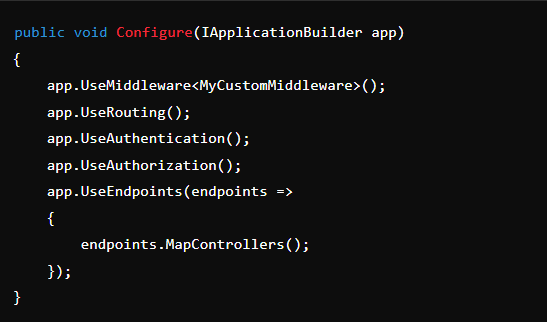 public void Configure(IApplicationBuilder app)
{
    app.UseMiddleware<MyCustomMiddleware>();
    app.UseRouting();
    app.UseAuthentication();
    app.UseAuthorization();
    app.UseEndpoints(endpoints =>
    {
        endpoints.MapControllers();
    });
}